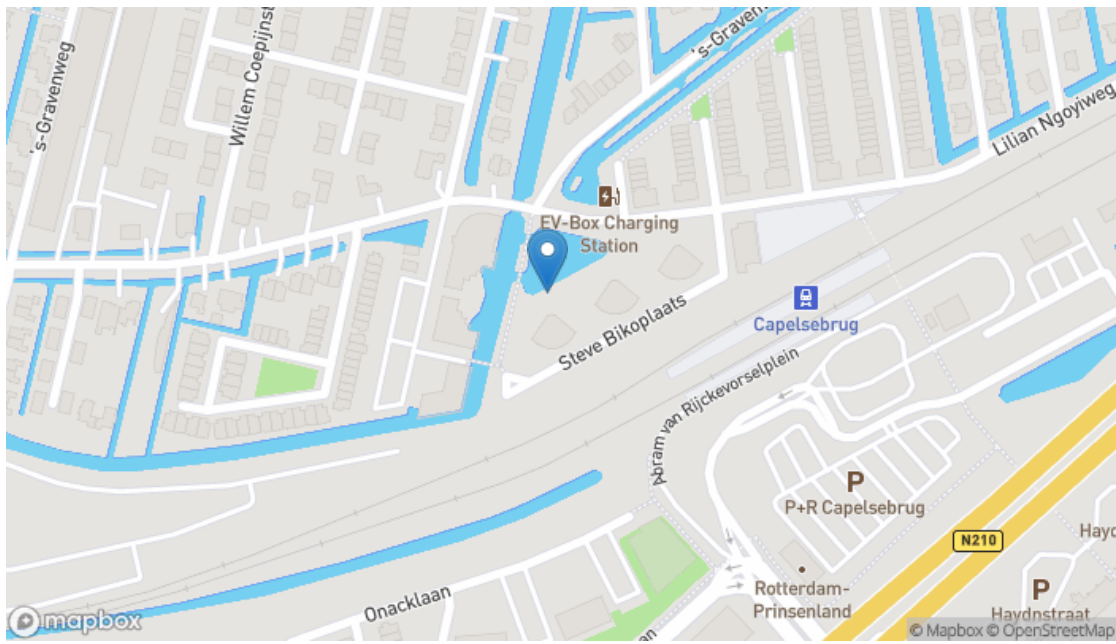 's-Gravenweg
Willem Coepijnst
's-Graven
Lilian Ngoyiweg
EV-Box Charging
Station
Capelsebrug
Steve Bikoplaats
Abram van Rijckevorselplein
P
P+R Capelsebrug
N210
Rotterdam-
Prinsenland
Onacklaan
Hayd
P
Haydnstraat
an
mapbox
© Mapbox © OpenStreetMap